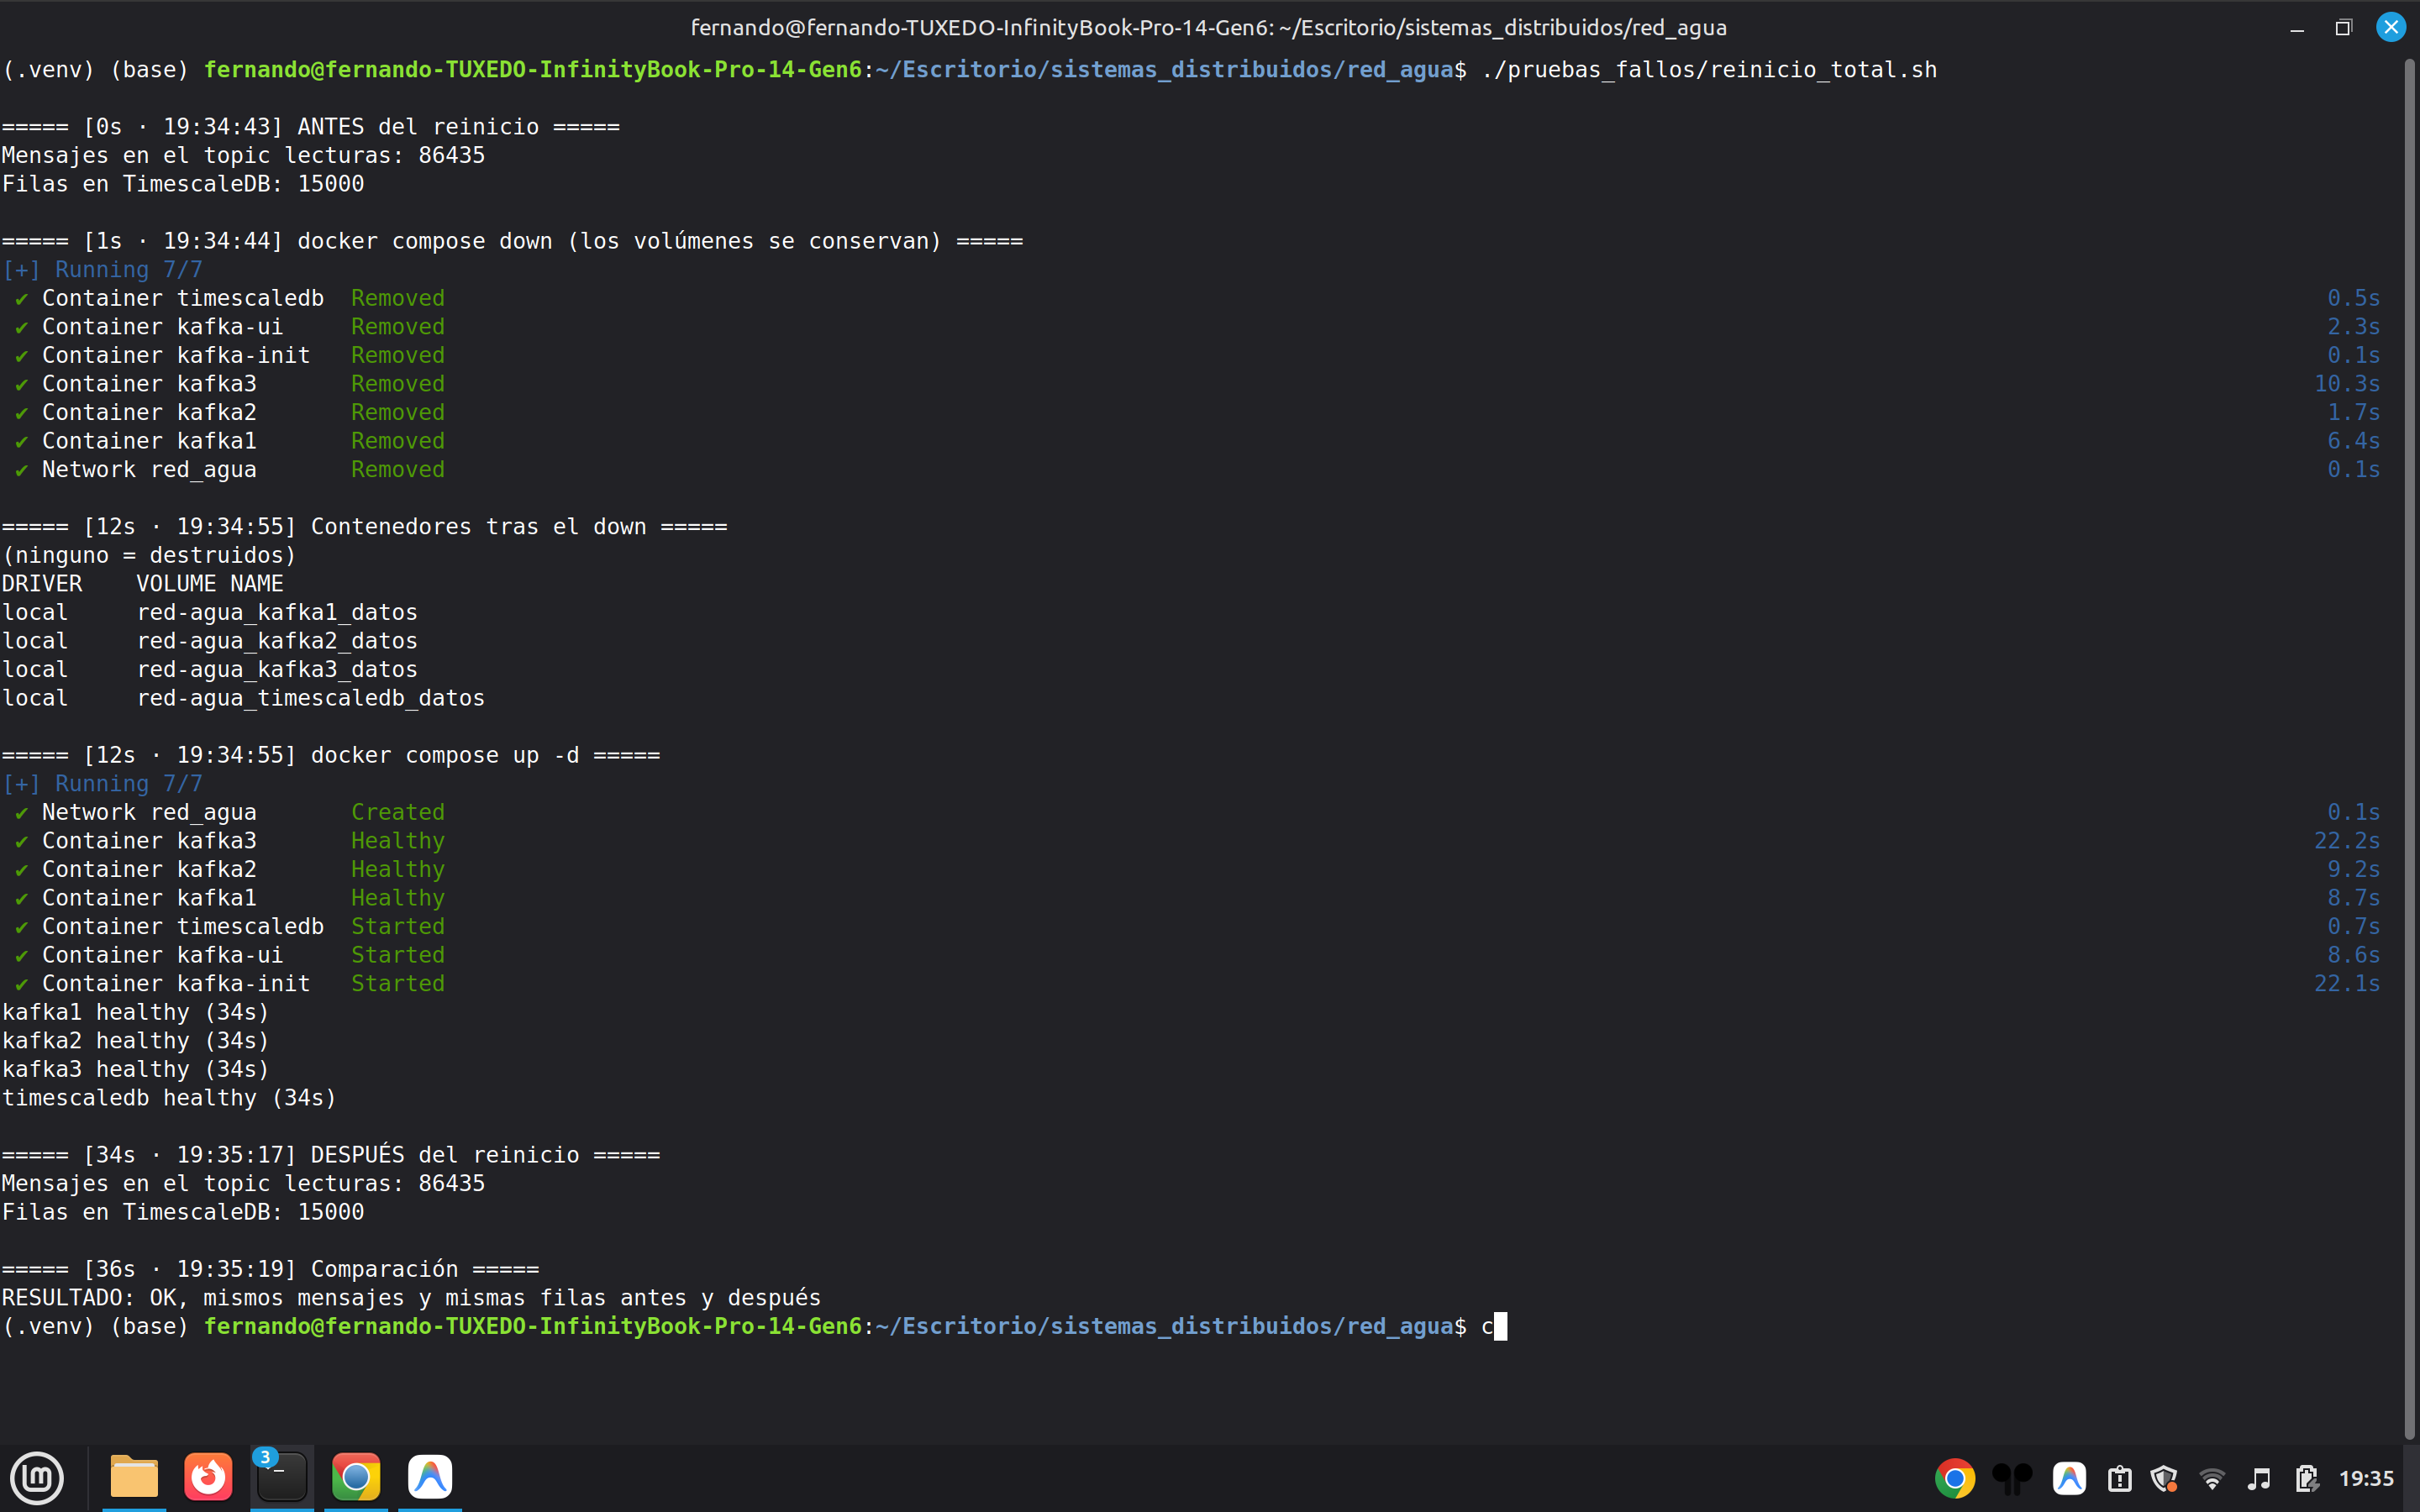 fernando@fernando-TUXEDO-InfinityBook-Pro-14-Gen6: ~/Escritorio/sistemas_distribuidos/red_agua
(.venv) (base) fernando@fernando-TUXEDO-InfinityBook-Pro-14-Gen6:~/Escritorio/sistemas_distribuidos/red_agua$ ./pruebas_fallos/reinicio_total.sh
===== [0s · 19:34:43] ANTES del reinicio =====
Mensajes en el topic lecturas: 86435
Filas en TimescaleDB: 15000
===== [1s · 19:34:44] docker compose down (los volúmenes se conservan) =====
[+] Running 7/7
✔ Container timescaledb Removed 0.5s
✔ Container kafka-ui Removed 2.3s
✔ Container kafka-init Removed 0.1s
✔ Container kafka3 Removed 10.3s
✔ Container kafka2 Removed 1.7s
✔ Container kafka1 Removed 6.4s
✔ Network red_agua Removed 0.1s
===== [12s · 19:34:55] Contenedores tras el down =====
(ninguno = destruidos)
DRIVER VOLUME NAME
local red-agua_kafka1_datos
local red-agua_kafka2_datos
local red-agua_kafka3_datos
local red-agua_timescaledb_datos
===== [12s · 19:34:55] docker compose up -d =====
[+] Running 7/7
✔ Network red_agua Created 0.1s
✔ Container kafka3 Healthy 22.2s
✔ Container kafka2 Healthy 9.2s
✔ Container kafka1 Healthy 8.7s
✔ Container timescaledb Started 0.7s
✔ Container kafka-ui Started 8.6s
✔ Container kafka-init Started 22.1s
kafka1 healthy (34s)
kafka2 healthy (34s)
kafka3 healthy (34s)
timescaledb healthy (34s)
===== [34s · 19:35:17] DESPUÉS del reinicio =====
Mensajes en el topic lecturas: 86435
Filas en TimescaleDB: 15000
===== [36s · 19:35:19] Comparación =====
RESULTADO: OK, mismos mensajes y mismas filas antes y después
(.venv) (base) fernando@fernando-TUXEDO-InfinityBook-Pro-14-Gen6:~/Escritorio/sistemas_distribuidos/red_agua$ c
3
19:35